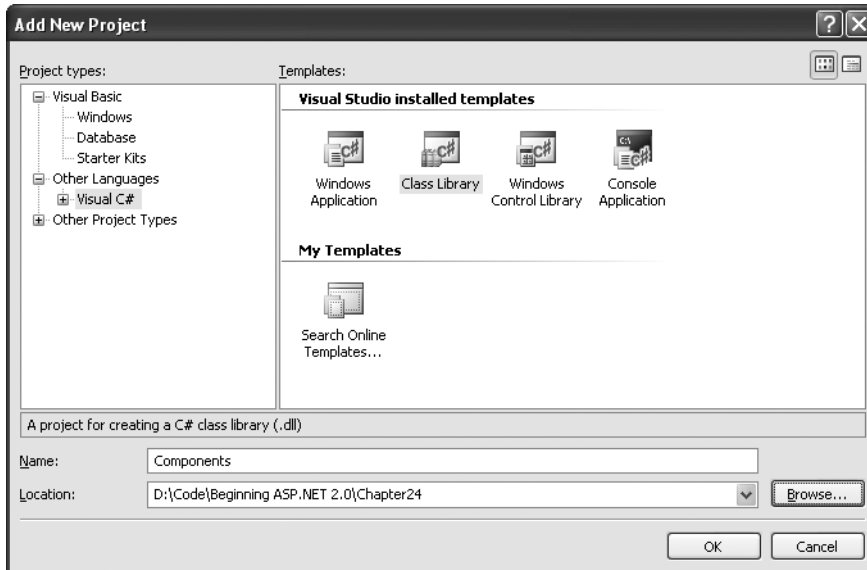 Add New Project
Project types:
Visual Basic
Windows
Database
Starter Kits
Other Languages
Visual C#
Other Project Types
Templates:
Visual Studio installed templates
Windows
Application
Class Library
Windows
Control Library
Console
Application
My Templates
Search Online
Templates...
A project for creating a C# class library (.dll)
Name:
Components
Location:
D:\Code\Beginning ASP.NET 2.0\Chapter24
Browse...
OK
Cancel